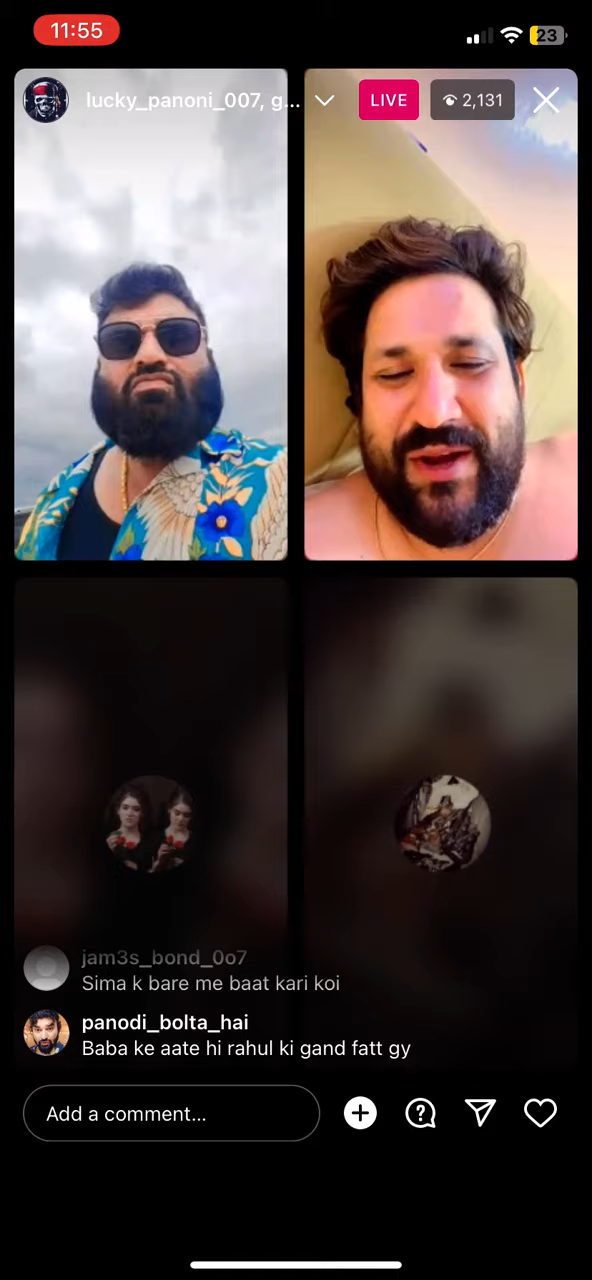 11:55
23
lucky_panoni_007, g...
LIVE
2,131
jam3s_bond_0o7
Sima k bare me baat kari koi
panodi_bolta_hai
Baba ke aate hi rahul ki gand fatt gy
Add a comment...